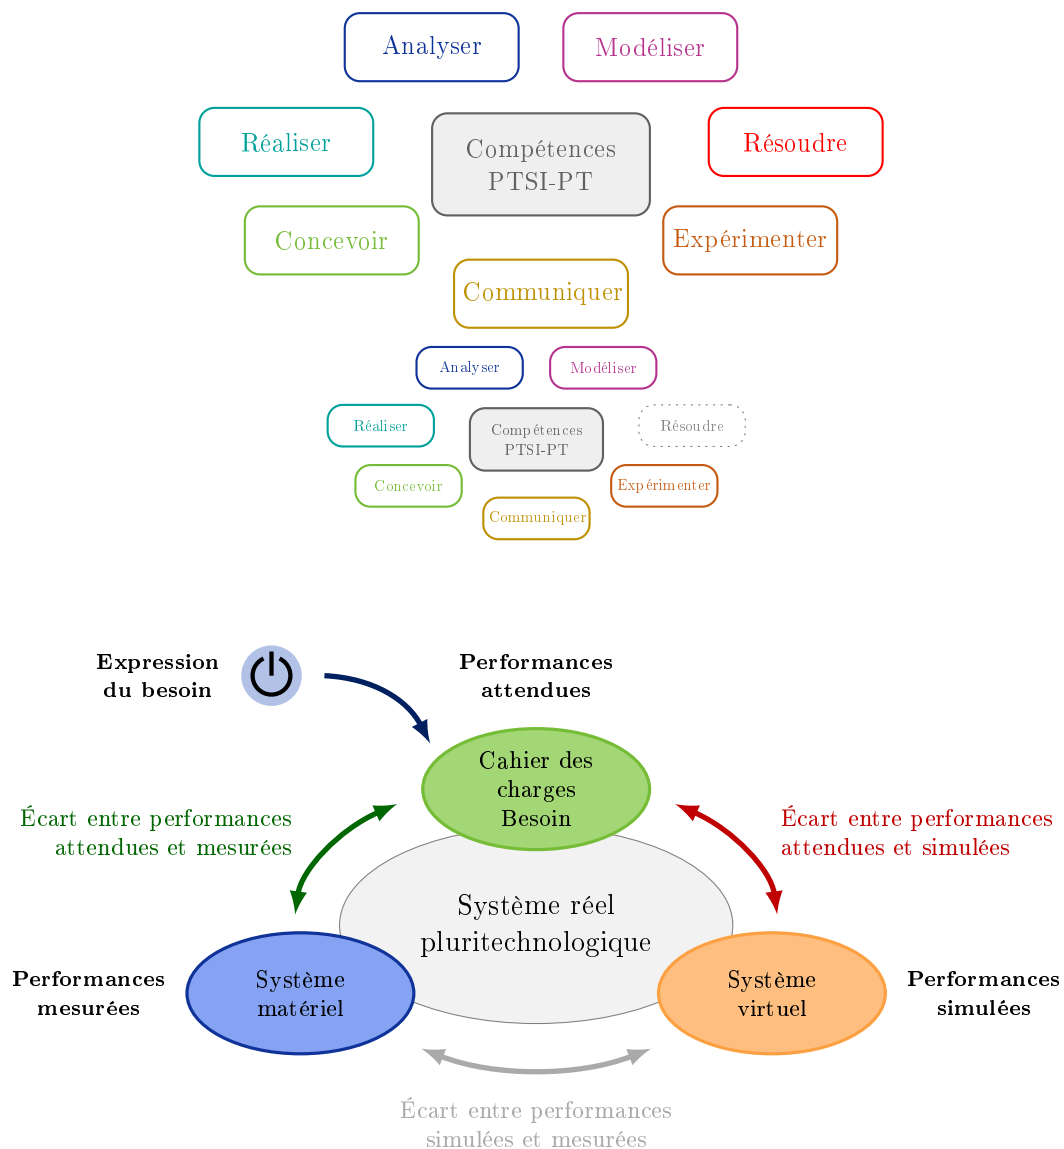 Analyser
Modéliser
Réaliser
Compétences
PTSI-PT
Résoudre
Concevoir
Expérimenter
Communiquer
Analyser
Modéliser
Réaliser
Compétences
PTSI-PT
Résoudre
Concevoir
Expérimenter
Communiquer
Expression
du besoin
Performances
attendues
Cahier des
charges
Besoin
Écart entre performances
attendues et mesurées
Écart entre performances
attendues et simulées
Système réel
pluritechnologique
Performances
mesurées
Système
matériel
Système
virtuel
Performances
simulées
Écart entre performances
simulées et mesurées